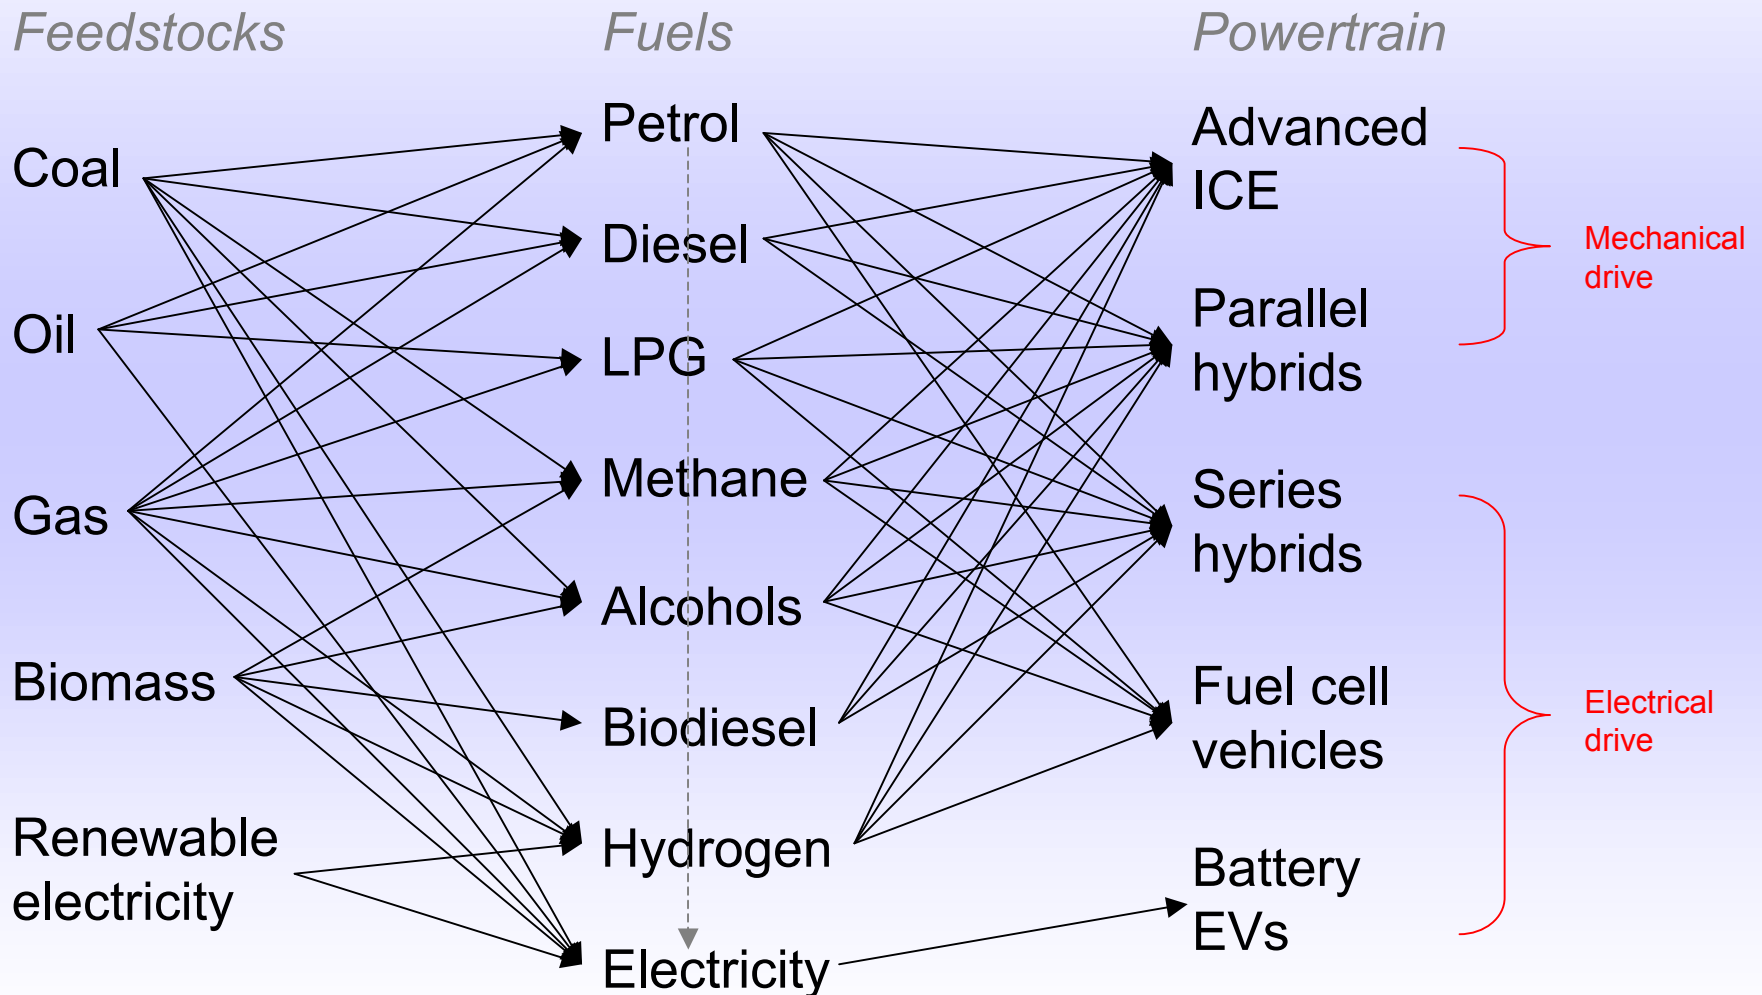 Feedstocks
Fuels
Powertrain
Coal
Oil
Gas
Biomass
Renewable
electricity
Petrol
Diesel
LPG
Methane
Alcohols
Biodiesel
Hydrogen
Electricity
Advanced
ICE
Parallel
hybrids
Series
hybrids
Fuel cell
vehicles
Battery
EVs
Mechanical
drive
Electrical
drive